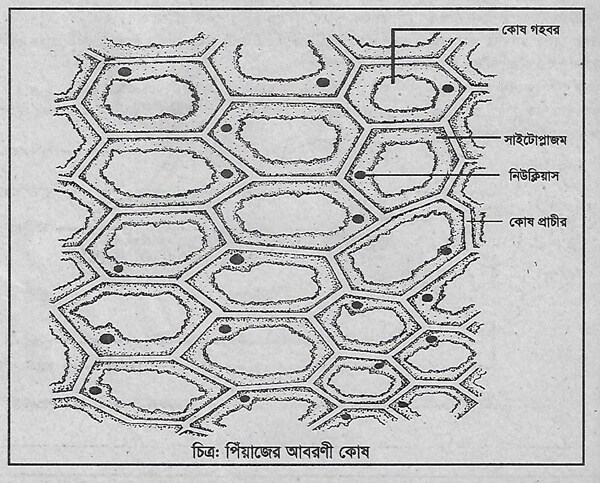 কোষ গহবর
সাইটোপ্লাজম
নিউক্লিয়াস
কোষ প্রাচীর
চিত্র: পিঁয়াজের আবরণী কোষ